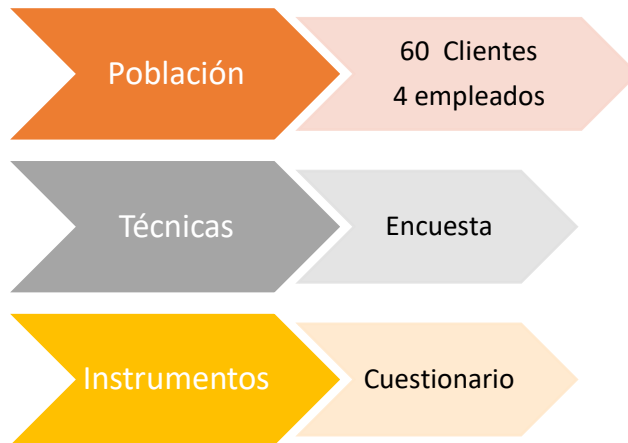 Población
60 Clientes
4 empleados
Técnicas
Encuesta
Instrumentos
Cuestionario